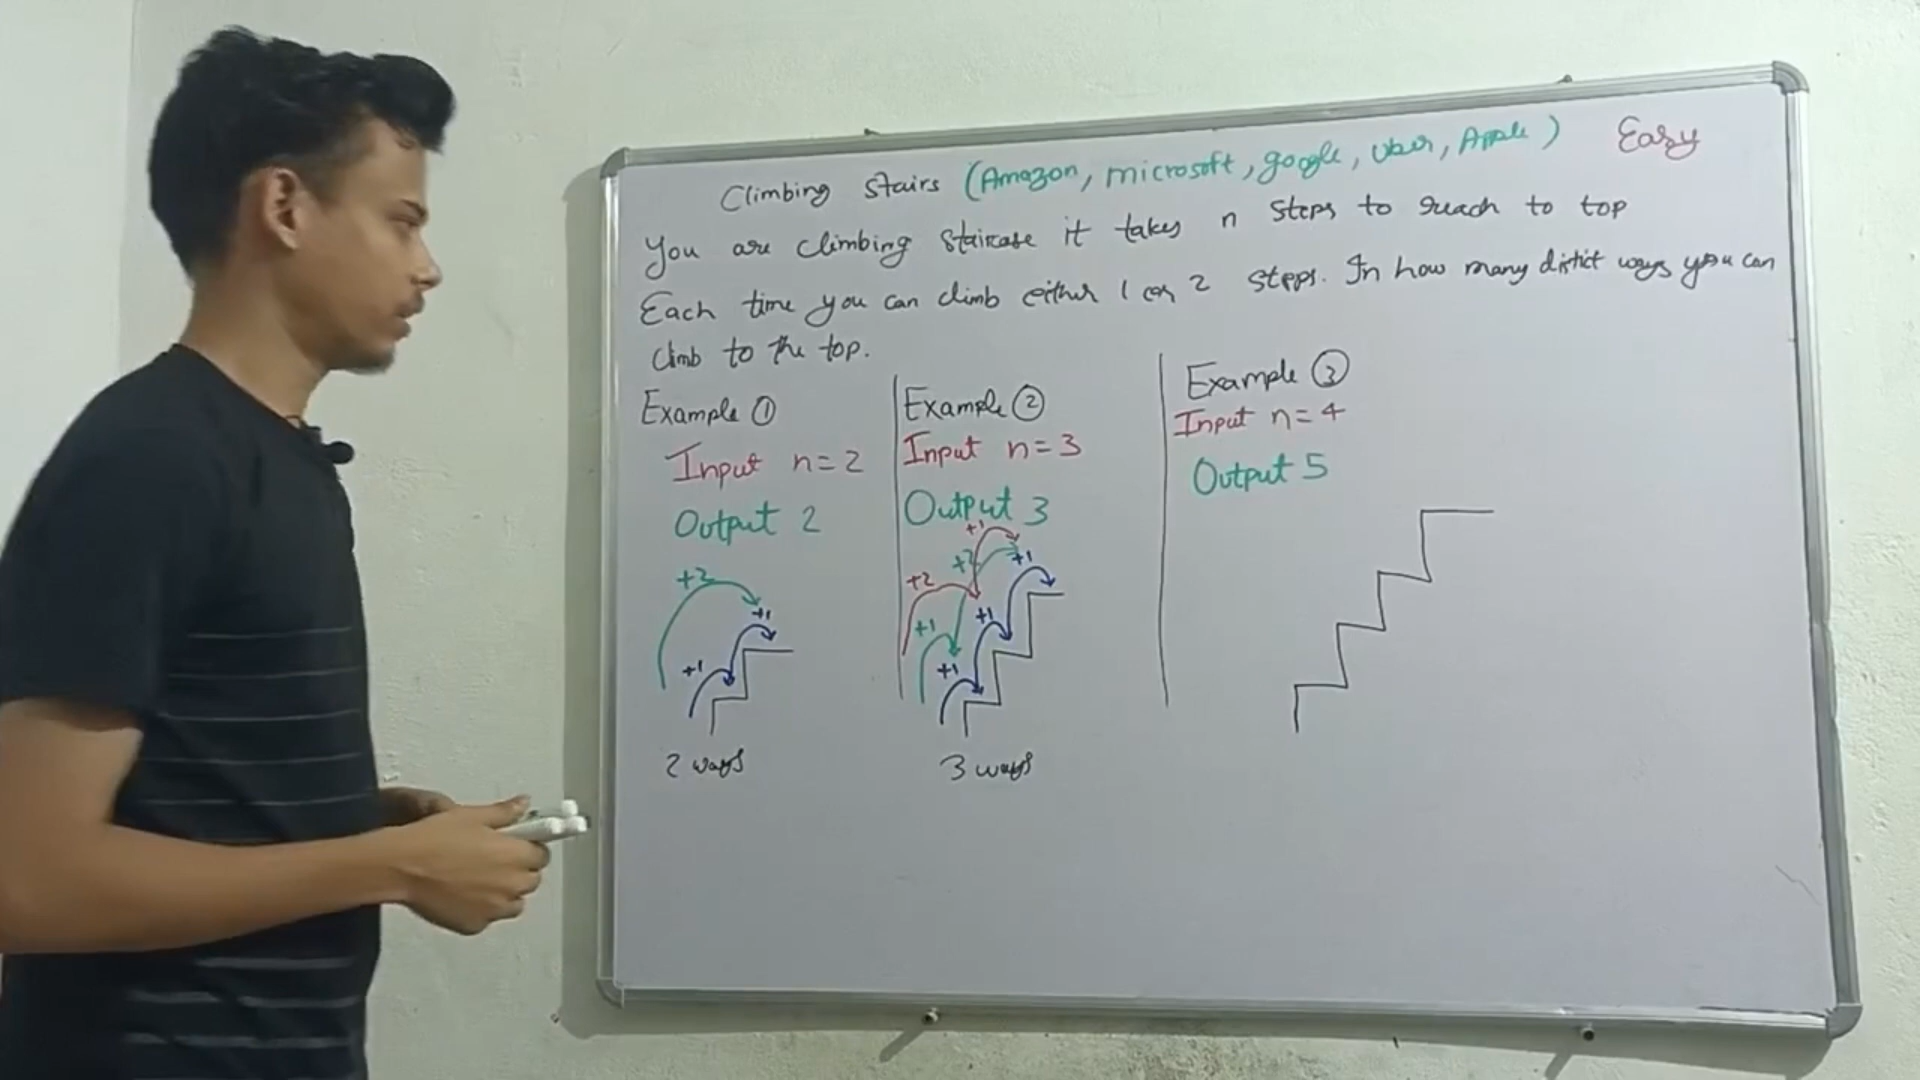 Climbing Stairs (Amazon, microsoft, google, Uber, Apple) Easy
You are climbing Staircase it takes n steps to reach to top
Each time you can climb either 1 or 2 steps. In how many distict ways you can
climb to the top.
Example ①
Input n=2
Output 2
+2
+1
+1
2 ways
Example ②
Input n=3
Output 3
+1
+2
+1
+2
+1
+1
+1
3 ways
Example ③
Input n=4
Output 5